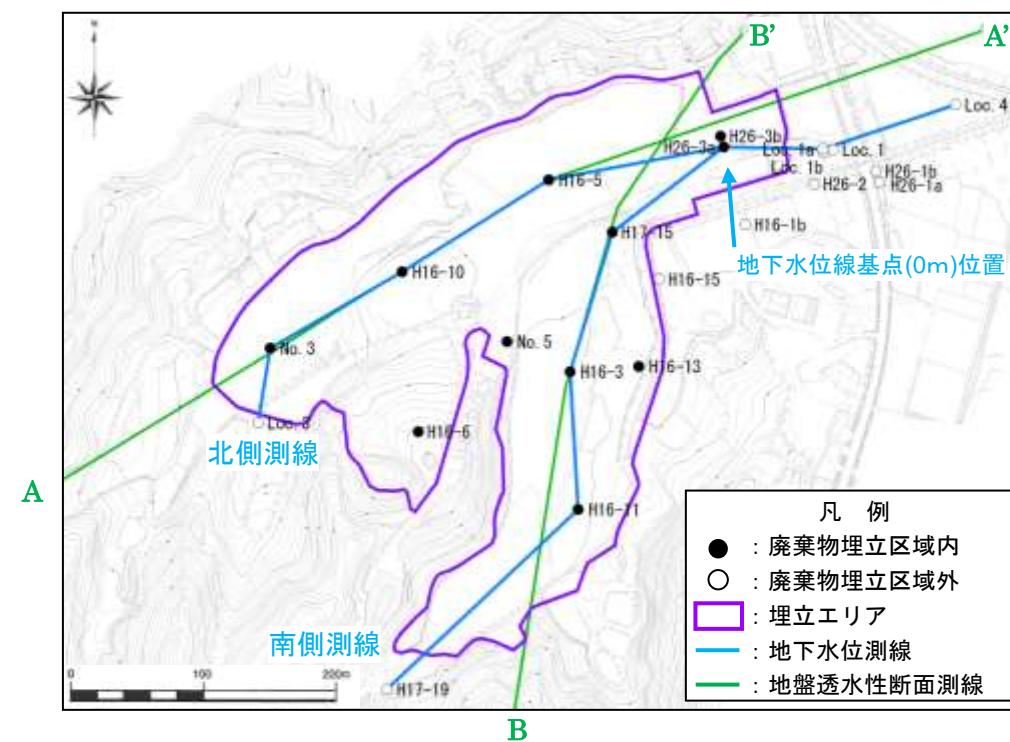 N
B'
A'
Loc. 4
H26-3b
H26-3a
Loc. 1a
Loc. 1
Loc. 1b
H26-1b
H26-2
H26-1a
H16-5
H16-1b
H17-15
地下水位線基点(0m)位置
H16-10
H16-15
No. 3
No. 5
H16-3
H16-13
Loc. 3
H16-6
北側測線
A
H16-11
凡 例
● : 廃棄物埋立区域内
○ : 廃棄物埋立区域外
: 埋立エリア
: 地下水位測線
: 地盤透水性断面測線
南側測線
0 100 200m
H17-19
B